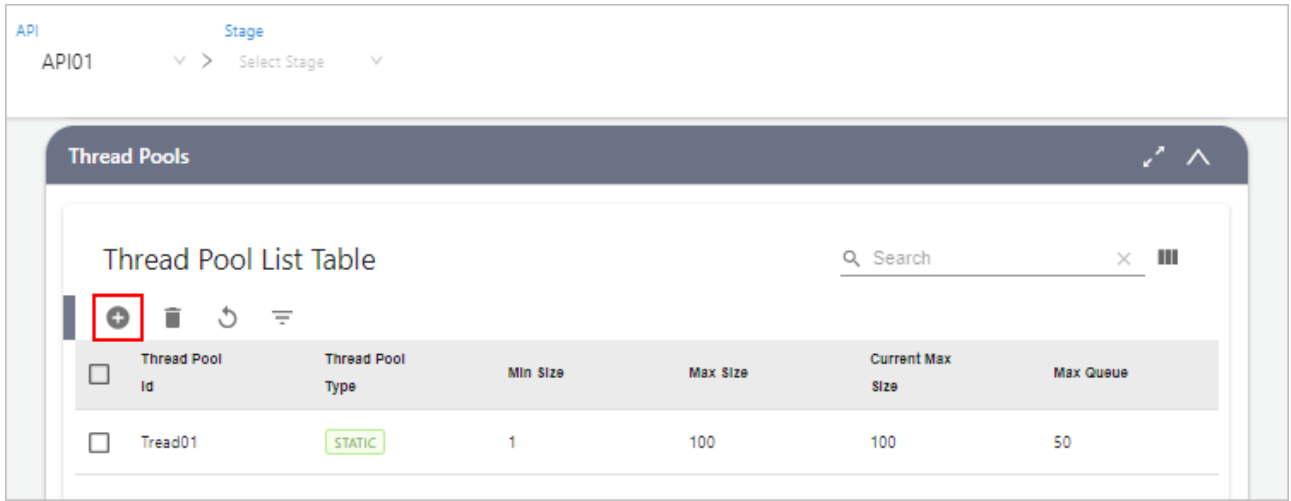 API Stage
API01 > Select Stage
Thread Pools
Thread Pool List Table
Search
Thread Pool Id
Thread Pool Type
Min Size
Max Size
Current Max Size
Max Queue
Tread01 STATIC 1 100 100 50